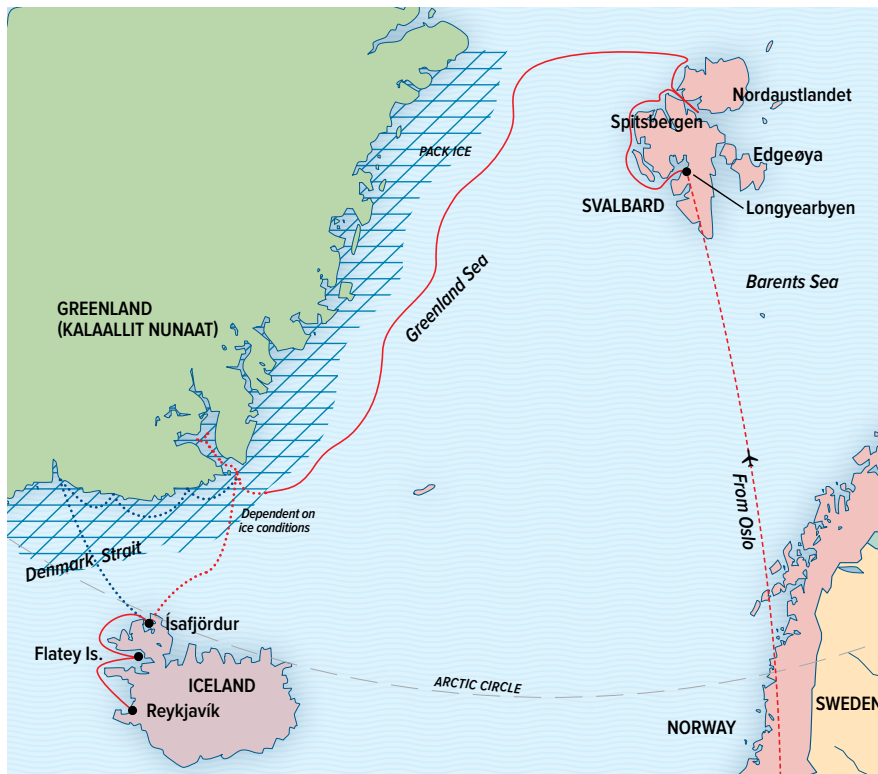 Nordaustlandet
Spitsbergen
PACK ICE
Edgeøya
SVALBARD
Longyearbyen
Greenland Sea
Barents Sea
GREENLAND
(KALAALLIT NUNAAT)
From Oslo
Dependent on
ice conditions
Denmark Strait
Ísafjördur
Flatey Is.
ICELAND
ARCTIC CIRCLE
Reykjavík
NORWAY
SWEDEN